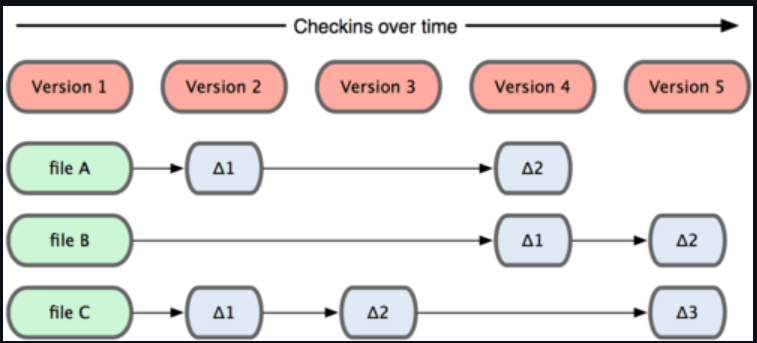 Checkins over time
Version 1 Version 2 Version 3 Version 4 Version 5
file A Δ1 Δ2
file B Δ1 Δ2
file C Δ1 Δ2 Δ3